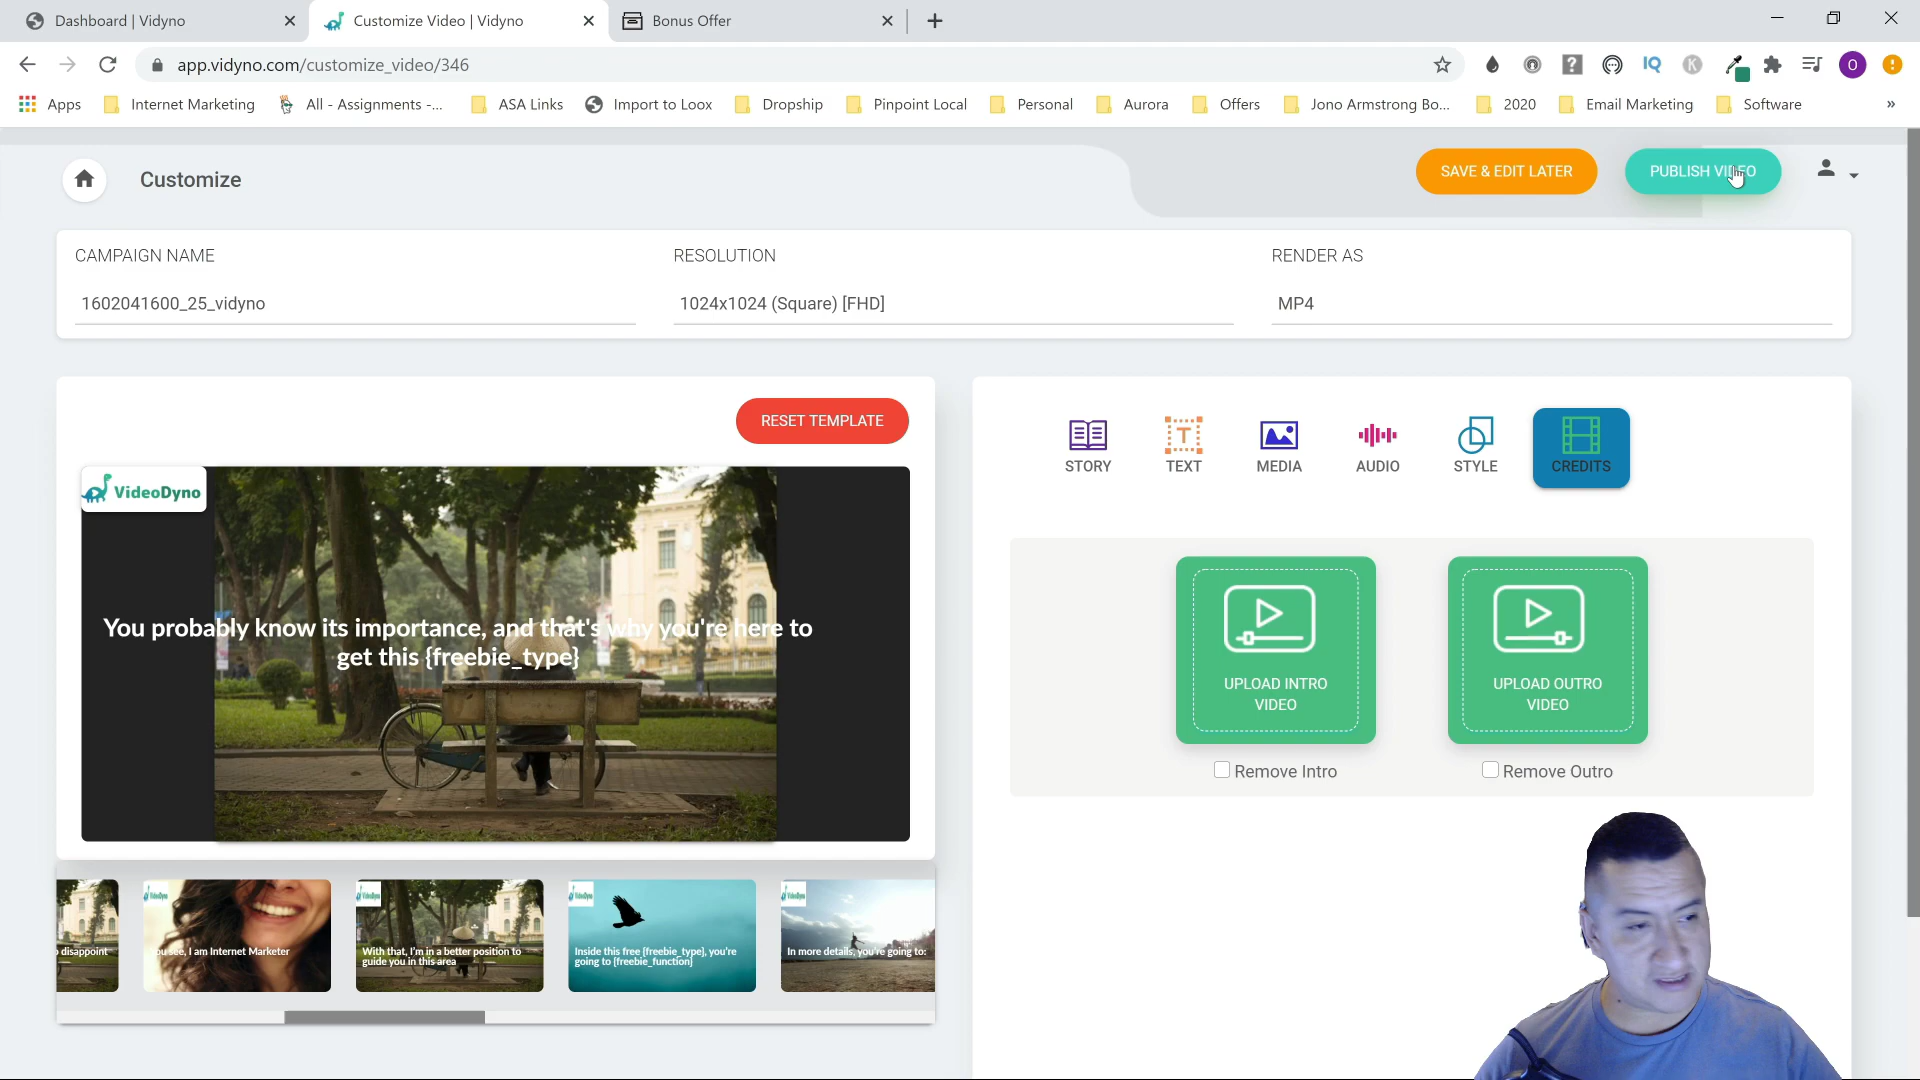 Dashboard | Vidyno
Customize Video | Vidyno
Bonus Offer
app.vidyno.com/customize_video/346
IQ
K
O
Apps
Internet Marketing
All - Assignments -...
ASA Links
Import to Loox
Dropship
Pinpoint Local
Personal
Aurora
Offers
Jono Armstrong Bo...
2020
Email Marketing
Software
»
Customize
SAVE & EDIT LATER
PUBLISH VIDEO
CAMPAIGN NAME
RESOLUTION
RENDER AS
1602041600_25_vidyno
1024x1024 (Square) [FHD]
MP4
RESET TEMPLATE
STORY
TEXT
MEDIA
AUDIO
STYLE
CREDITS
VideoDyno
You probably know its importance, and that's why you're here to
get this {freebie_type}
UPLOAD INTRO
VIDEO
UPLOAD OUTRO
VIDEO
Remove Intro
Remove Outro
disappoint
You see, I am Internet Marketer
With that, I'm in a better position to
guide you in this area
Inside this free {freebie_type}, you're
going to {freebie_function}
In more details, you're going to: